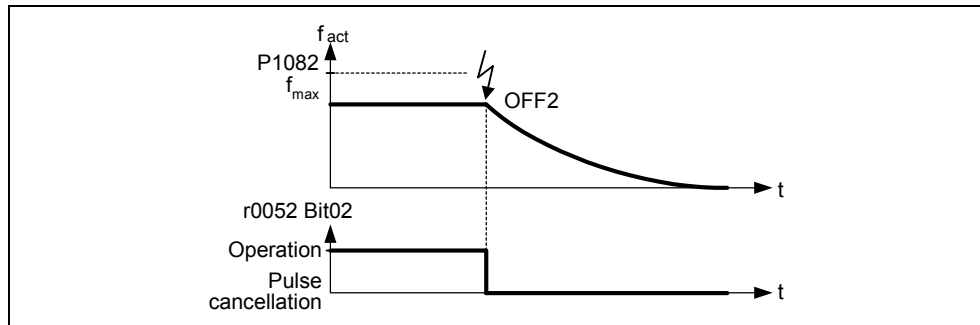 f act
P1082
f max
OFF2
t
r0052 Bit02
Operation
Pulse
cancellation
t